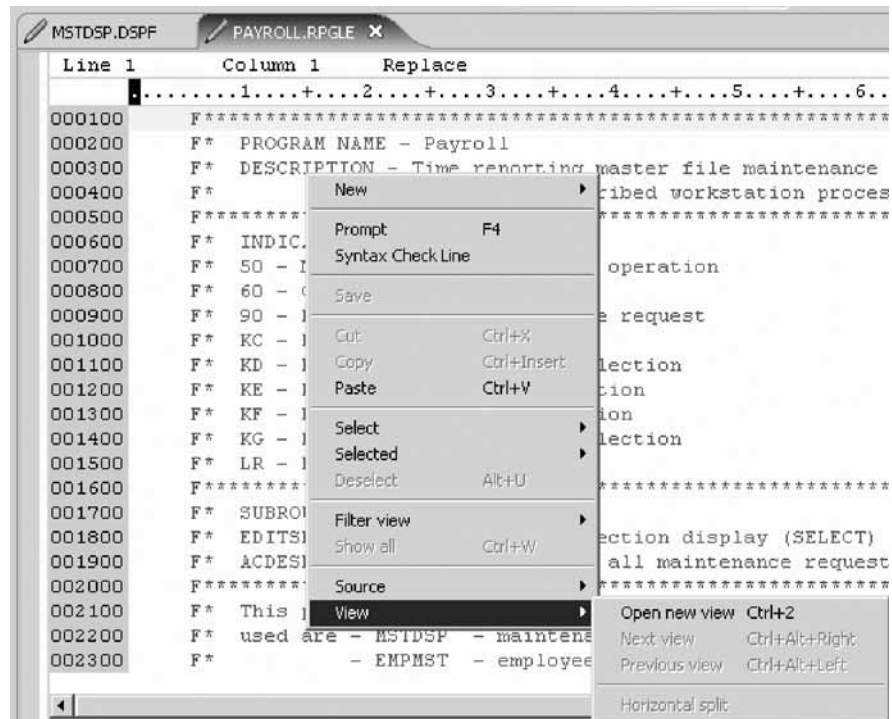 MSTDSP.DSPF PAYROLL.RPGLE X
Line 1 Column 1 Replace
.........1....+....2....+....3....+....4....+....5....+....6..
000100 F********************************************************
000200 F* PROGRAM NAME - Payroll
000300 F* DESCRIPTION - Time reporting master file maintenance
000400 F* ribed workstation proces
000500 F******** ************************
000600 F* INDIC
000700 F* 50 - operation
000800 F* 60 -
000900 F* 90 - e request
001000 F* KC -
001100 F* KD - lection
001200 F* KE - tion
001300 F* KF - ion
001400 F* KG - lection
001500 F* LR -
001600 F******** ************************
001700 F* SUBROU
001800 F* EDITS ection display (SELECT)
001900 F* ACDES all maintenance request
002000 F******** ************************
002100 F* This
002200 F* used are - MSTDSP - maintena
002300 F* - EMPMST - employee
New
Prompt F4
Syntax Check Line
Save
Cut Ctrl+X
Copy Ctrl+Insert
Paste Ctrl+V
Select
Selected
Deselect Alt+U
Filter view
Show all Ctrl+W
Source
View
Open new view Ctrl+2
Next view Ctrl+Alt+Right
Previous view Ctrl+Alt+Left
Horizontal split